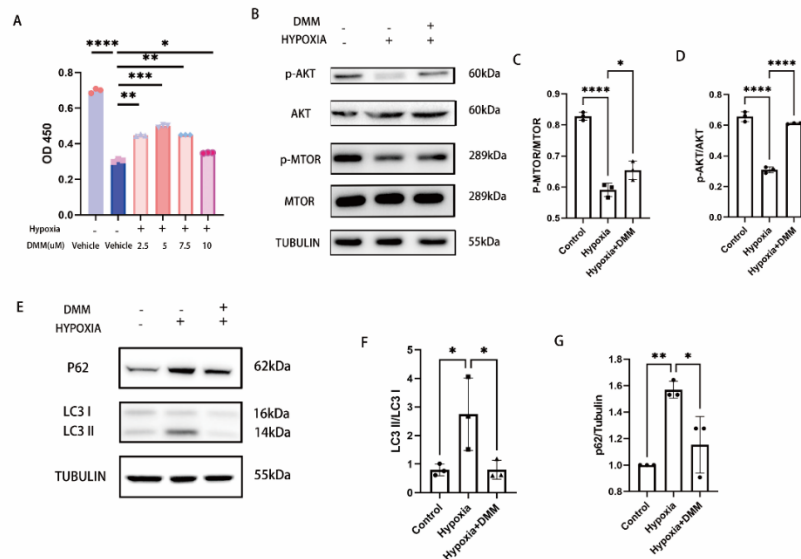 A
****
*
**
***
**
OD 450
0.8
0.6
0.4
0.2
0.0
Hypoxia - - + + + +
DMM(uM) Vehicle Vehicle 2.5 5 7.5 10
B
DMM - - +
HYPOXIA - + +
p-AKT 60kDa
AKT 60kDa
p-MTOR 289kDa
MTOR 289kDa
TUBULIN 55kDa
C
*
****
P-MTOR/MTOR
0.9
0.8
0.7
0.6
0.5
Control
Hypoxia
Hypoxia+DMM
D
**** ****
p-AKT/AKT
0.8
0.6
0.4
0.2
0.0
Control
Hypoxia
Hypoxia+DMM
E
DMM - - +
HYPOXIA - + +
P62 62kDa
LC3 I 16kDa
LC3 II 14kDa
TUBULIN 55kDa
F
* *
LC3 II/LC3 I
5
4
3
2
1
0
Control
Hypoxia
Hypoxia+DMM
G
** *
p62/Tubulin
1.8
1.6
1.4
1.2
1.0
0.8
Control
Hypoxia
Hypoxia+DMM